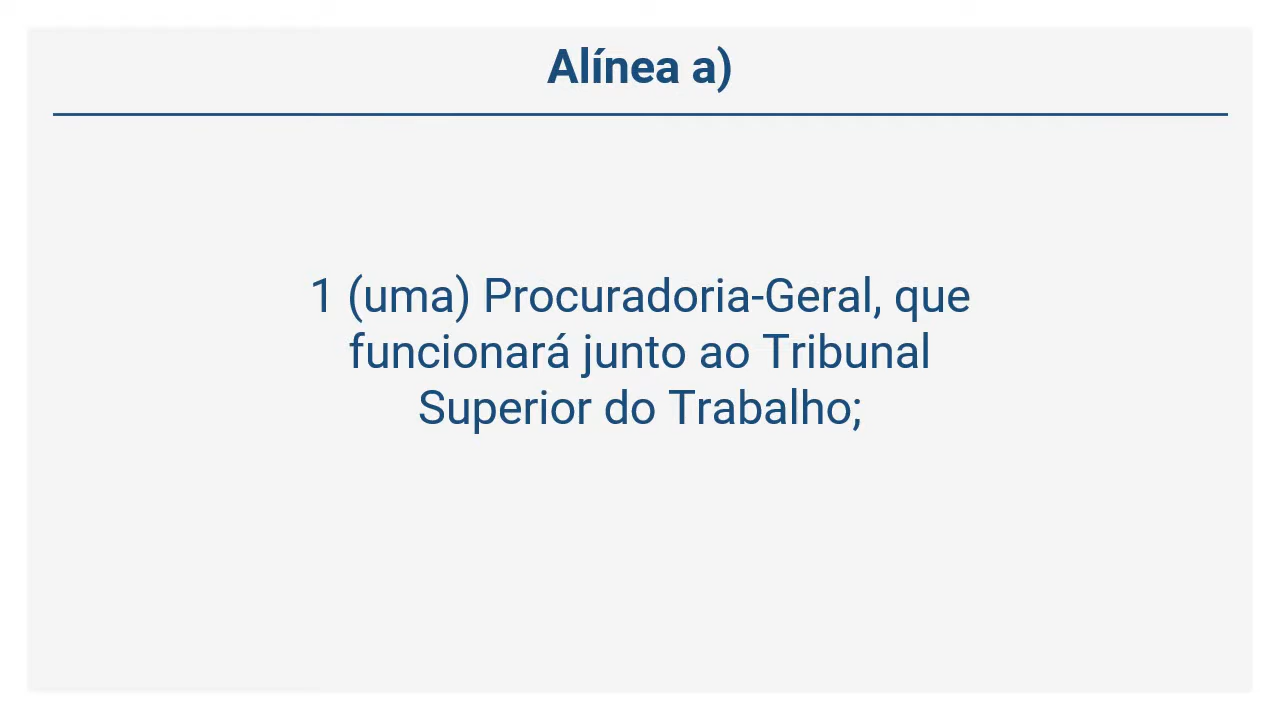 Alínea a)
1 (uma) Procuradoria-Geral, que
funcionará junto ao Tribunal
Superior do Trabalho;